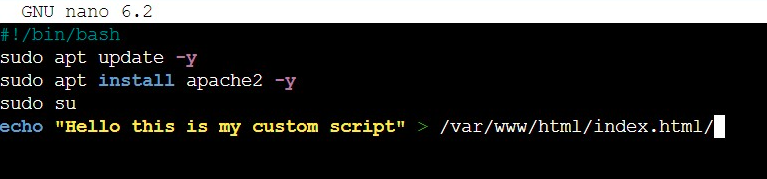 GNU nano 6.2
#!/bin/bash
sudo apt update -y
sudo apt install apache2 -y
sudo su
echo "Hello this is my custom script" > /var/www/html/index.html/